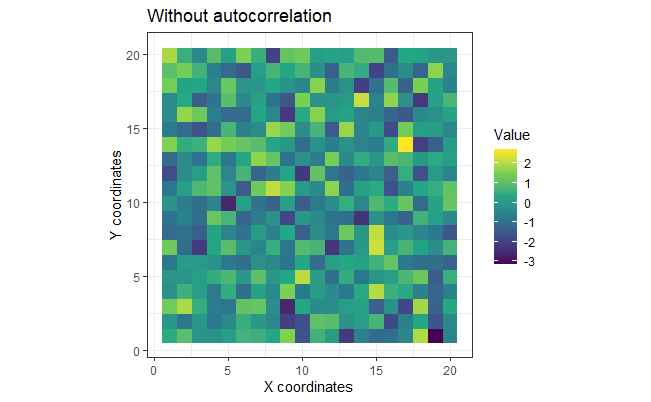 Without autocorrelation
20
15
10
5
0
Y coordinates
0 5 10 15 20
X coordinates
Value
2
1
0
-1
-2
-3